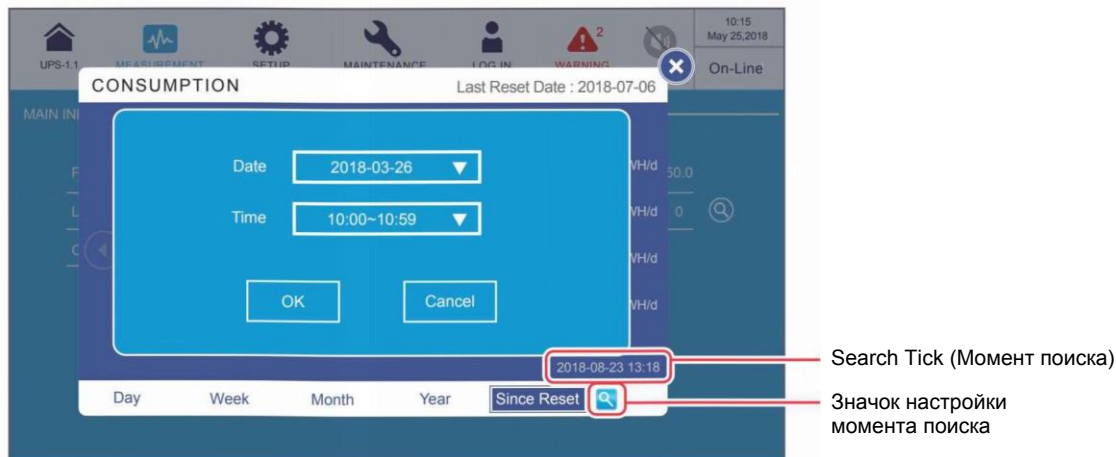 10:15
May 25,2018
2
UPS-1.1
MEASUREMENT
SETUP
MAINTENANCE
LOG IN
WARNING
On-Line
CONSUMPTION
Last Reset Date : 2018-07-06
MAIN IN
Date
2018-03-26
WH/d
50.0
Time
10:00~10:59
WH/d
0
WH/d
OK
Cancel
WH/d
2018-08-23 13:18
Search Tick (Момент поиска)
Day
Week
Month
Year
Since Reset
Значок настройки
момента поиска